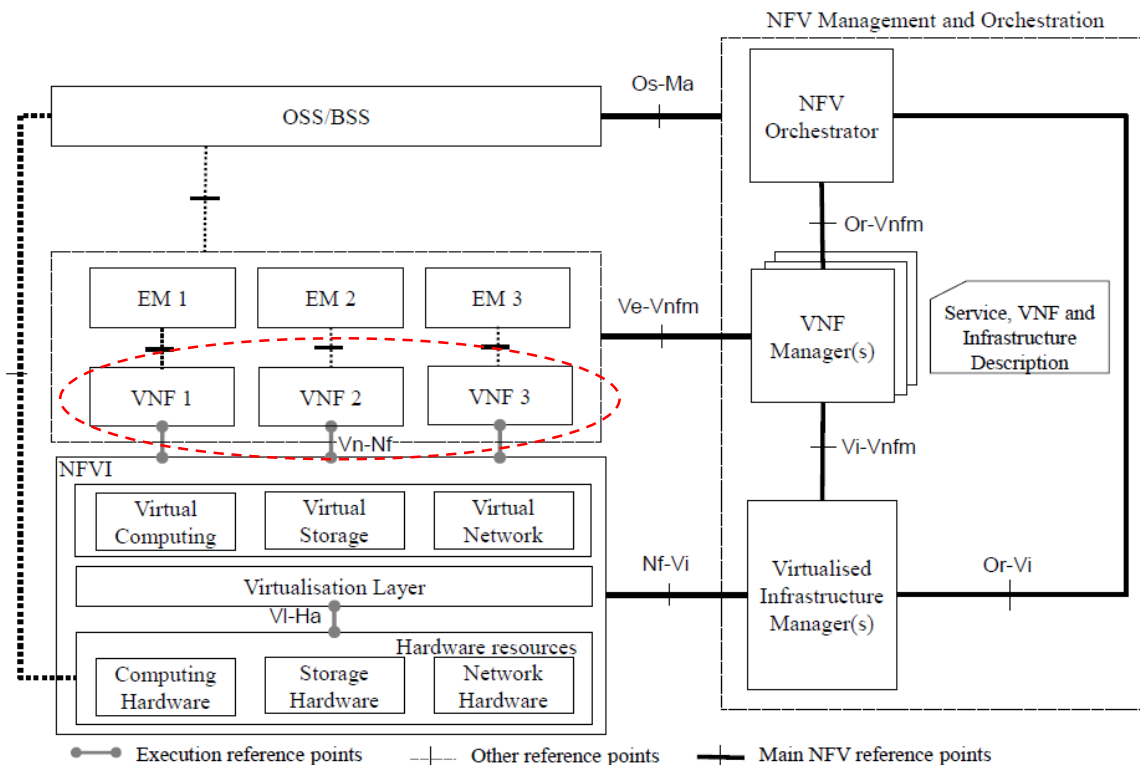 NFV Management and Orchestration
Os-Ma
OSS/BSS
NFV
Orchestrator
Or-Vnfm
EM 1
EM 2
EM 3
Ve-Vnfm
VNF
Manager(s)
Service, VNF and
Infrastructure
Description
VNF 1
VNF 2
VNF 3
Vn-Nf
Vi-Vnfm
NFVI
Virtual
Computing
Virtual
Storage
Virtual
Network
Nf-Vi
Virtualised
Infrastructure
Manager(s)
Or-Vi
Virtualisation Layer
Vl-Ha
Hardware resources
Computing
Hardware
Storage
Hardware
Network
Hardware
Execution reference points
Other reference points
Main NFV reference points